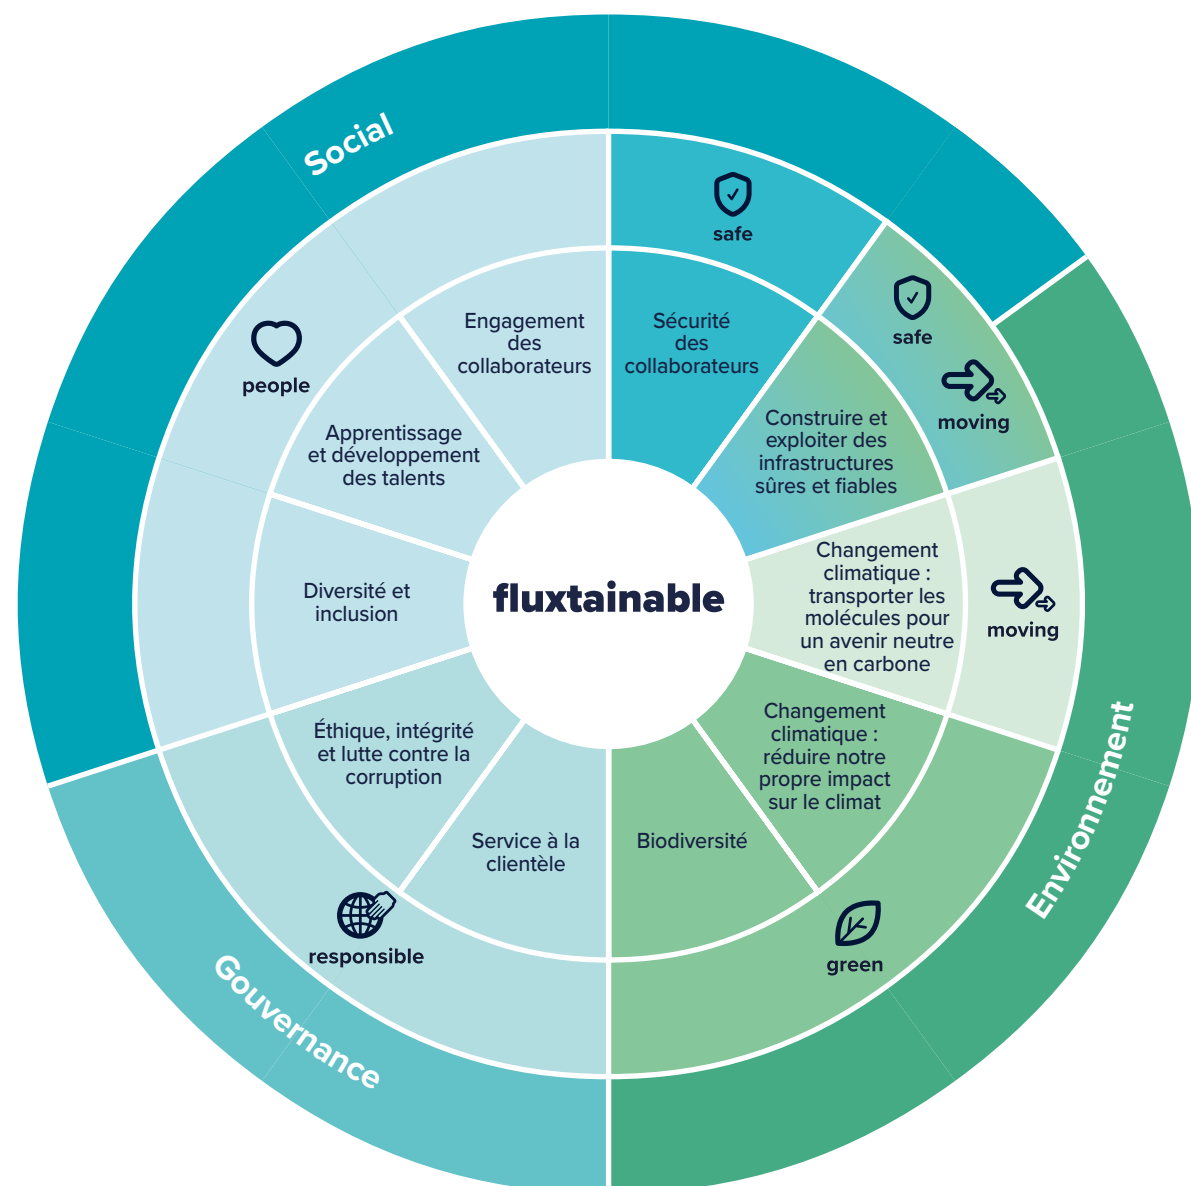 Social
safe
safe
moving
people
Engagement
des
collaborateurs
Sécurité
des
collaborateurs
Apprentissage
et développement
des talents
Construire et
exploiter des
infrastructures
sûres et fiables
Diversité et
inclusion
fluxtainable
Changement
climatique :
transporter les
molécules pour
un avenir neutre
en carbone
moving
Éthique, intégrité
et lutte contre la
corruption
Changement
climatique :
réduire notre
propre impact
sur le climat
Service à la
clientèle
Biodiversité
Environnement
responsible
green
Gouvernance